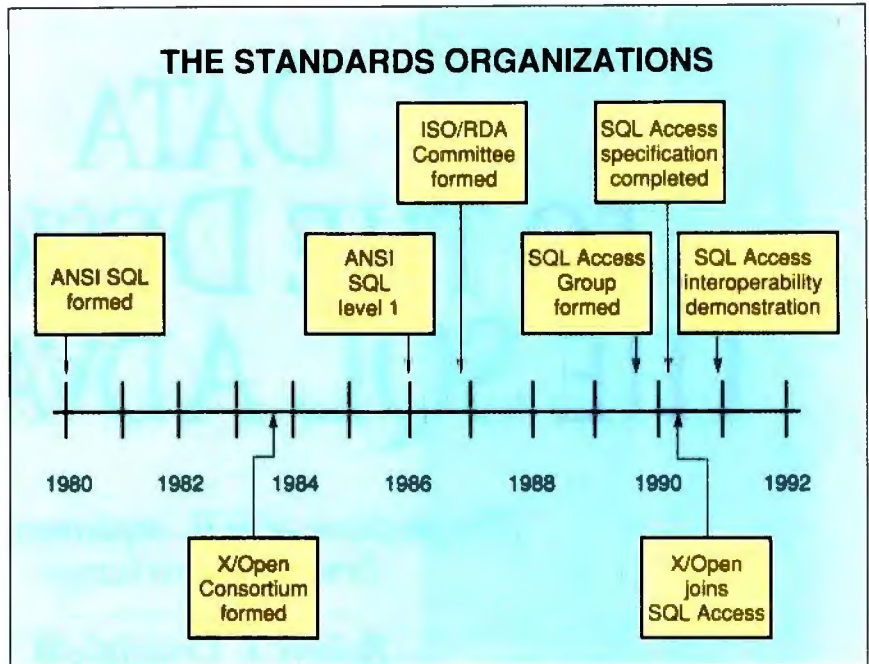 THE STANDARDS ORGANIZATIONS
ISO/RDA
Committee
formed
SQL Access
specification
completed
ANSI SQL
formed
ANSI
SQL
level 1
SQL Access
Group
formed
SQL Access
interoperability
demonstration
1980
1982
1984
1986
1988
1990
1992
X/Open
Consortium
formed
X/Open
joins
SQL Access